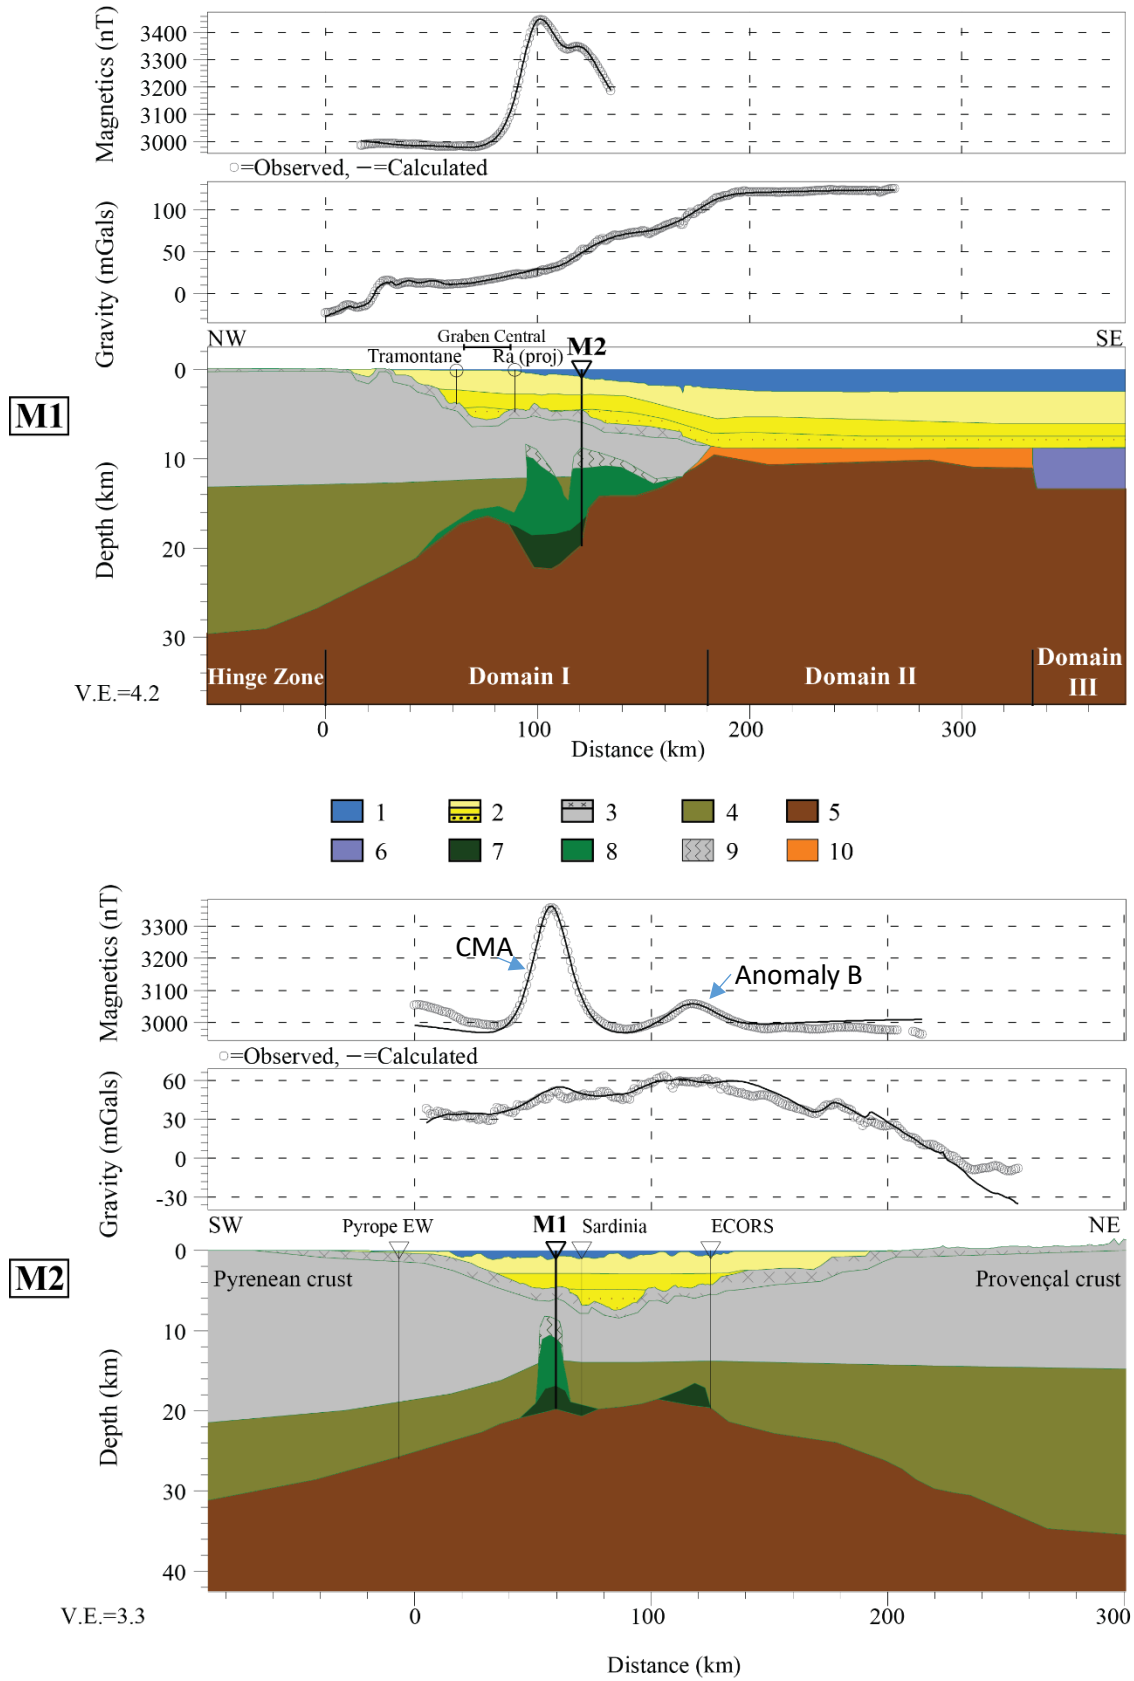 Magnetics (nT)
3400
3300
3200
3100
3000
=Observed, —=Calculated
Gravity (mGals)
100
50
0
NW
SE
Graben Central
Tramontane
Ra (proj)
M2
M1
Depth (km)
0
10
20
30
Hinge Zone
Domain I
Domain II
Domain
III
V.E.=4.2
0
100
200
300
Distance (km)
1
2
3
4
5
6
7
8
9
10
Magnetics (nT)
3300
3200
3100
3000
CMA
Anomaly B
=Observed, —=Calculated
Gravity (mGals)
60
30
0
-30
SW
NE
Pyrope EW
M1
Sardinia
ECORS
M2
Pyrenean crust
Provençal crust
Depth (km)
0
10
20
30
40
V.E.=3.3
0
100
200
300
Distance (km)